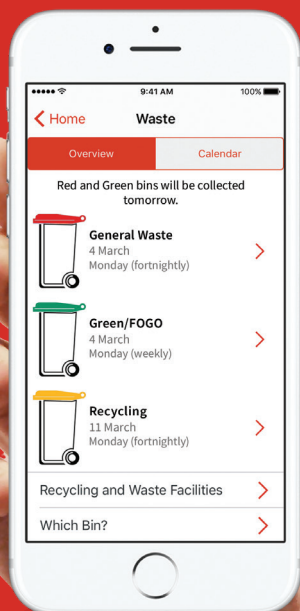 9:41 AM
100%
Home
Waste
Overview
Calendar
Red and Green bins will be collected
tomorrow.
General Waste
4 March
Monday (fortnightly)
Green/FOGO
4 March
Monday (weekly)
Recycling
11 March
Monday (fortnightly)
Recycling and Waste Facilities
Which Bin?